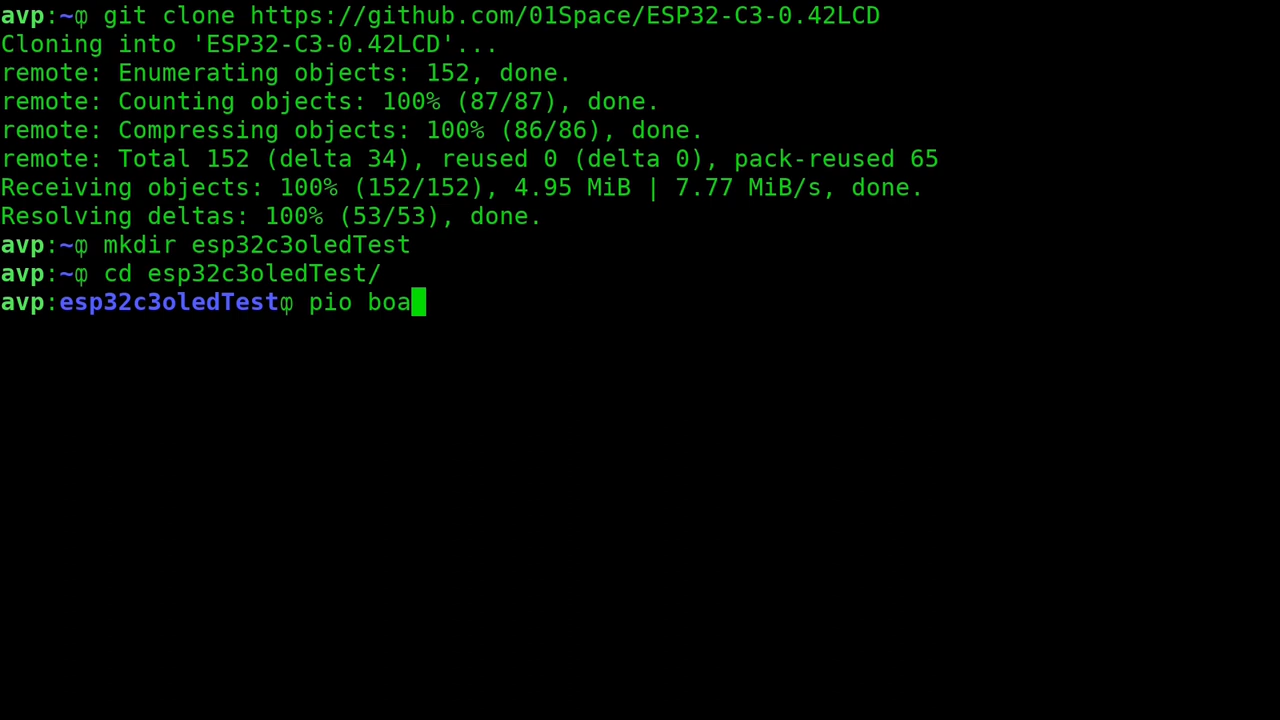 avp:~ҩ git clone https://github.com/01Space/ESP32-C3-0.42LCD
Cloning into 'ESP32-C3-0.42LCD'...
remote: Enumerating objects: 152, done.
remote: Counting objects: 100% (87/87), done.
remote: Compressing objects: 100% (86/86), done.
remote: Total 152 (delta 34), reused 0 (delta 0), pack-reused 65
Receiving objects: 100% (152/152), 4.95 MiB | 7.77 MiB/s, done.
Resolving deltas: 100% (53/53), done.
avp:~ҩ mkdir esp32c3oledTest
avp:~ҩ cd esp32c3oledTest/
avp:esp32c3oledTestҩ pio boa